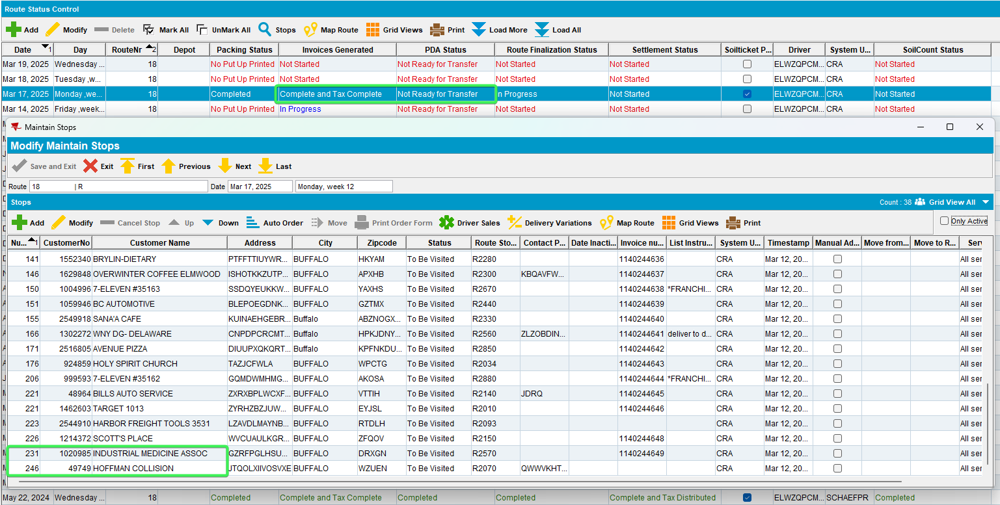 Route Status Control
Add Modify Delete Mark All UnMark All Stops Map Route Grid Views Print Load More Load All
Date 1 Day RouteNr 2 Depot Packing Status Invoices Generated PDA Status Route Finalization Status Settlement Status Soilticket P... Driver System U... SoilCount Status
Mar 19, 2025 Wednesday ... 18 No Put Up Printed Not Started Not Ready for Transfer Not Started Not Started ELWZQPCM... CRA Not Started
Mar 18, 2025 Tuesday ,w... 18 No Put Up Printed Not Started Not Ready for Transfer Not Started Not Started ELWZQPCM... CRA Not Started
Mar 17, 2025 Monday ,we... 18 Completed Complete and Tax Complete Not Ready for Transfer In Progress Not Started ELWZQPCM... CRA Not Started
Mar 14, 2025 Friday ,week... 18 No Put Up Printed In Progress Not Ready for Transfer Not Started Not Started ELWZQPCM... CRA Not Started
Maintain Stops
Modify Maintain Stops
Save and Exit Exit First Previous Next Last
Route 18 | R Date Mar 17, 2025 Monday, week 12
Stops Count : 38 Grid View All
Add Modify Cancel Stop Up Down Auto Order Move Print Order Form Driver Sales Delivery Variations Map Route Grid Views Print Only Active
Nu... 1 CustomerNo Customer Name Address City Zipcode Status Route Sto... Contact P... Date Inacti... Invoice nu... List Instru... System U... Timestamp Manual Ad... Move from... Move to R... Serv
141 1552340 BRYLIN-DIETARY PTFFTTIUYWR... BUFFALO HKYAM To Be Visited R2280 1140244636 CRA Mar 12, 20... All ser
146 1629848 OVERWINTER COFFEE ELMWOOD ISHOTKKZUTP... BUFFALO APXHB To Be Visited R2300 KBQAVFW... 1140244637 CRA Mar 12, 20... All ser
150 1004996 7-ELEVEN #35163 SSDQYEUKKW... BUFFALO YAXHS To Be Visited R2670 1140244638 *FRANCHI... CRA Mar 12, 20... All ser
151 1059946 BC AUTOMOTIVE BLEPOEGDNK... BUFFALO GZTMX To Be Visited R2440 1140244639 CRA Mar 12, 20... All ser
155 2549918 SANA'A CAFE KUINAEHGEBR... Buffalo ABZNOGX... To Be Visited R2330 1140244640 CRA Mar 12, 20... All ser
166 1302272 WNY DG- DELAWARE CNPDPCRCMT... Buffalo HPKJDNY... To Be Visited R2560 ZLZOBDIN... 1140244641 deliver to d... CRA Mar 12, 20... All ser
171 2516805 AVENUE PIZZA DIUUPXQKQRT... Buffalo KPFNKDU... To Be Visited R2850 1140244642 CRA Mar 12, 20... All ser
176 924859 HOLY SPIRIT CHURCH TAZJCFWLA BUFFALO WPCTG To Be Visited R2034 1140244643 CRA Mar 12, 20... All ser
206 999593 7-ELEVEN #35162 GQMDWMHMG... BUFFALO AKOSA To Be Visited R2880 1140244644 *FRANCHI... CRA Mar 12, 20... All ser
221 48964 BILLS AUTO SERVICE ZXRXBPLWCXF... BUFFALO VTTIH To Be Visited R2140 JDRQ 1140244645 CRA Mar 12, 20... All ser
221 1462603 TARGET 1013 ZYRHZBZJUW... BUFFALO EYJSL To Be Visited R2010 1140244646 CRA Mar 12, 20... All ser
223 2544910 HARBOR FREIGHT TOOLS 3531 LZAVDLMAYNB... BUFFALO RTDLH To Be Visited R2093 CRA Mar 12, 20... All ser
226 1214372 SCOTT'S PLACE WVCUAULKGR... BUFFALO ZFQOV To Be Visited R2150 1140244648 CRA Mar 12, 20... All ser
231 1020985 INDUSTRIAL MEDICINE ASSOC GZRFPGLHSU... BUFFALO DRXGN To Be Visited R2570 1140244649 CRA Mar 12, 20... All ser
246 49749 HOFFMAN COLLISION JTQOLXIIVOSVXE BUFFALO WZUEN To Be Visited R2070 QWWVKHT... CRA Mar 12, 20... All ser
May 22, 2024 Wednesday ... 18 Completed Complete and Tax Complete Completed Completed Complete and Tax Distributed ELWZQPCM... SCHAEFPR Completed